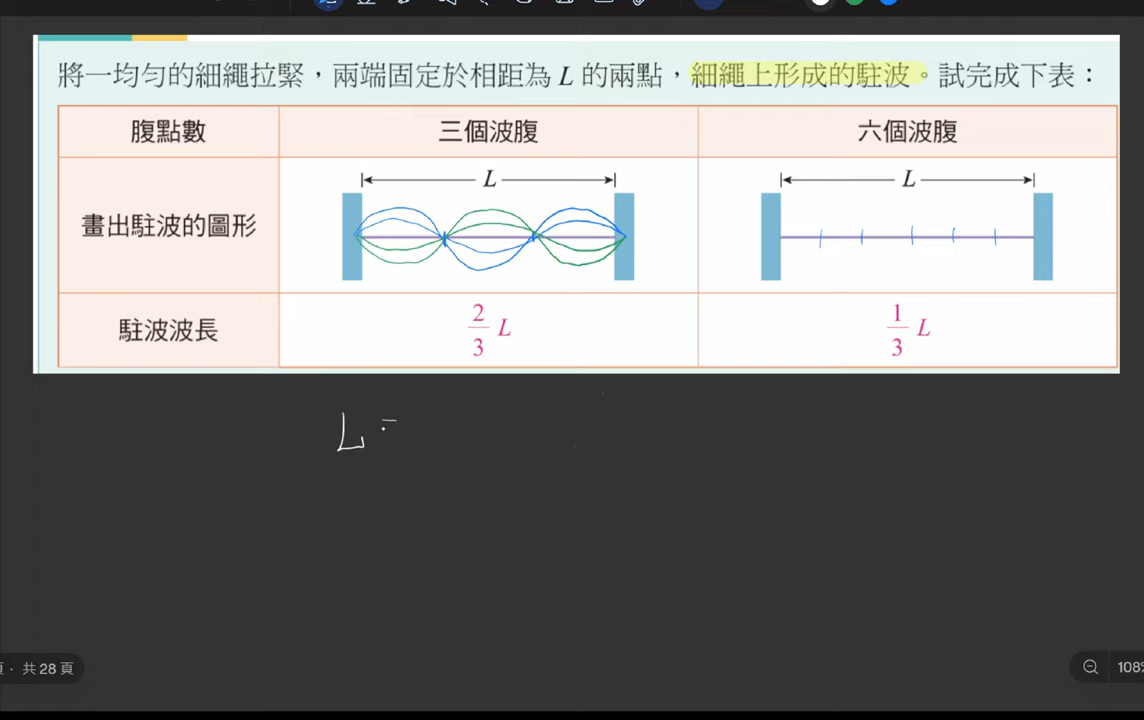 將一均勻的細繩拉緊，兩端固定於相距為 L 的兩點，細繩上形成的駐波。試完成下表：
腹點數 三個波腹 六個波腹
畫出駐波的圖形 L L
駐波波長 2/3 L 1/3 L
L =
頁· 共 28 頁
108%